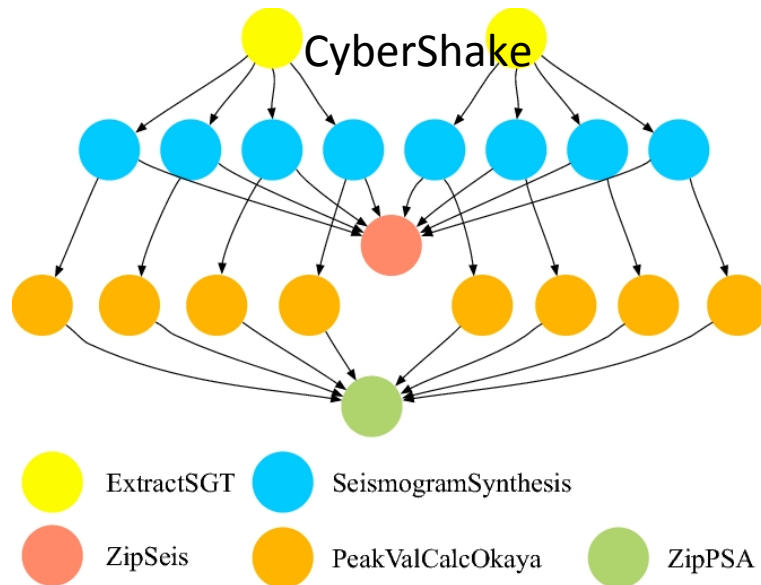 CyberShake
ExtractSGT
SeismogramSynthesis
ZipSeis
PeakValCalcOkaya
ZipPSA